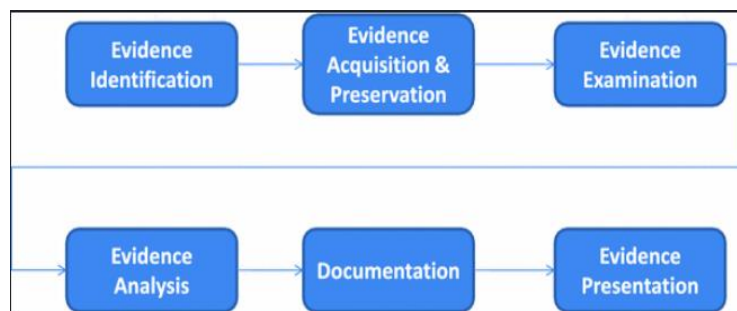 Evidence
Identification
Evidence
Acquisition &
Preservation
Evidence
Examination
Evidence
Analysis
Documentation
Evidence
Presentation